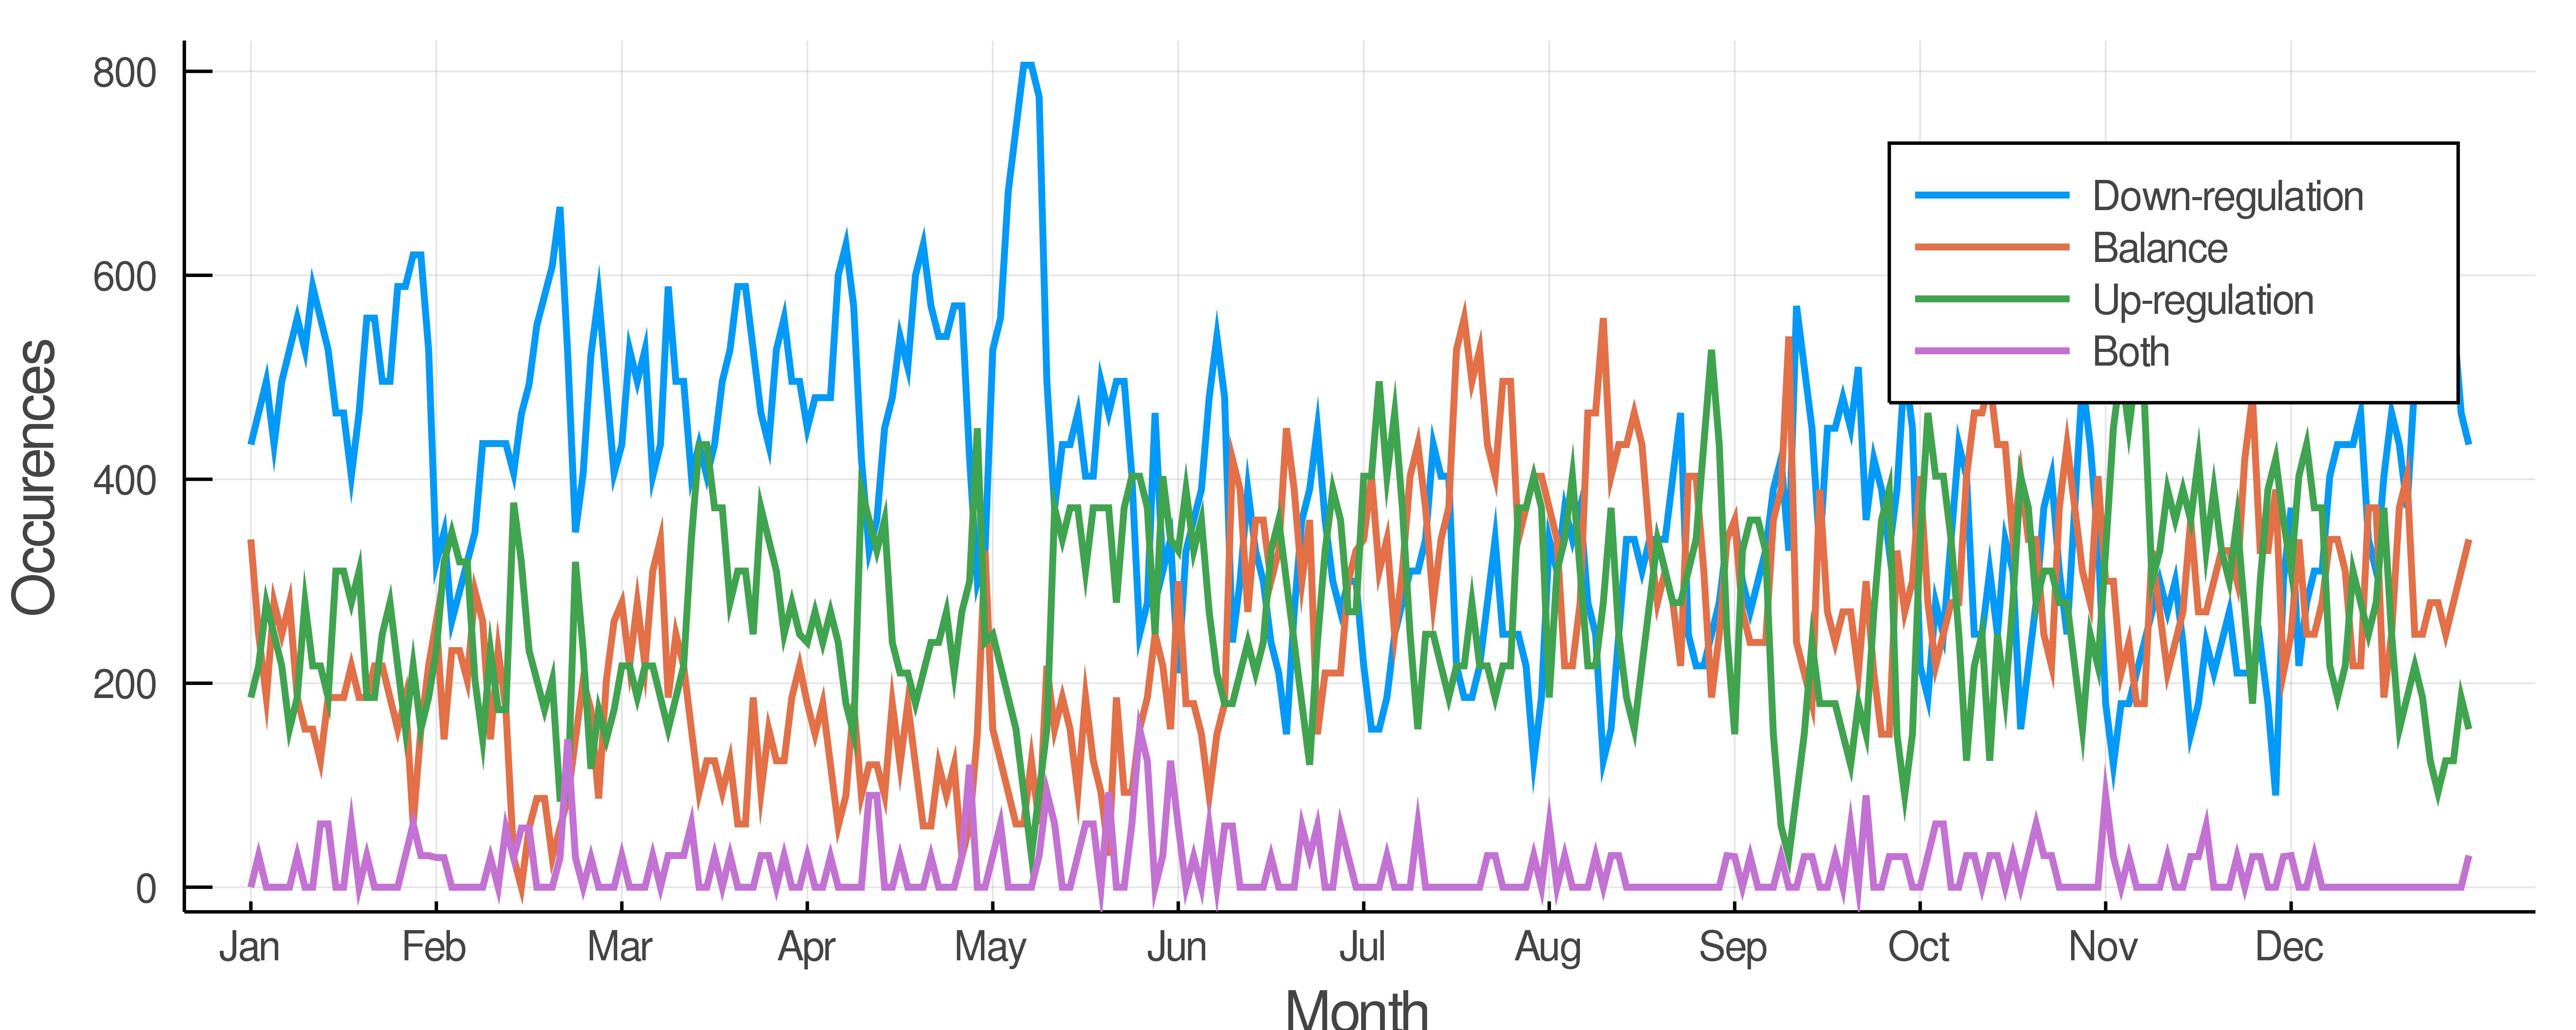 800
600
400
200
0
Occurences
Down-regulation
Balance
Up-regulation
Both
Jan Feb Mar Apr May Jun Jul Aug Sep Oct Nov Dec
Month